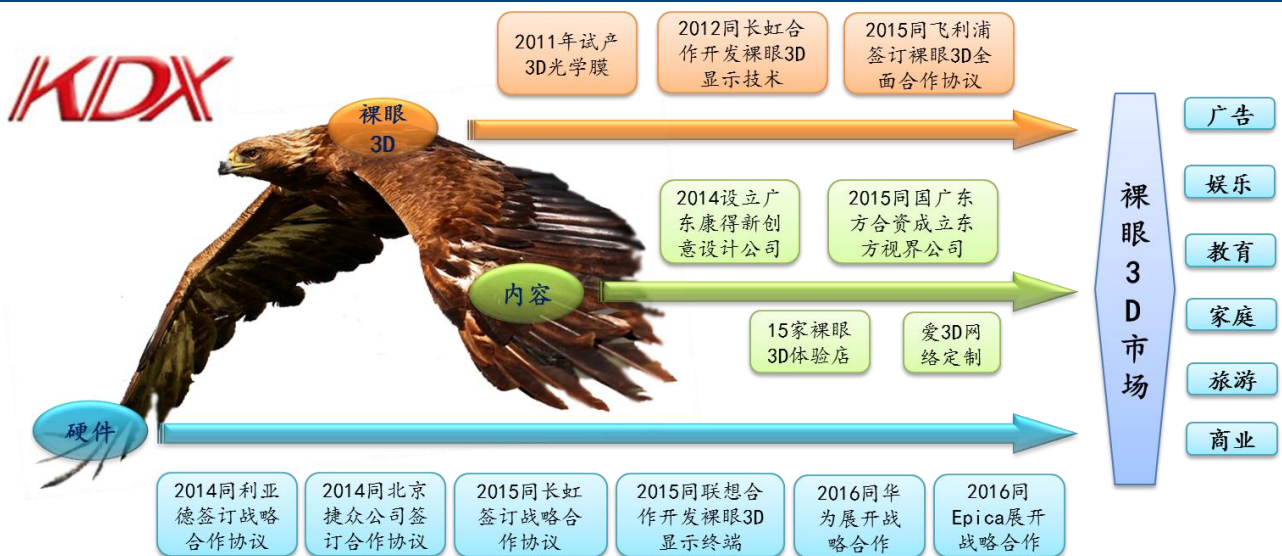 KDX
2011年试产
3D光学膜
2012同长虹合
作开发裸眼3D
显示技术
2015同飞利浦
签订裸眼3D全
面合作协议
裸眼
3D
2014设立广
东康得新创
意设计公司
2015同国广东
方合资成立东
方视界公司
内容
15家裸眼
3D体验店
爱3D网
络定制
硬件
2014同利亚
德签订战略
合作协议
2014同北京
捷众公司签
订合作协议
2015同长虹
签订战略合
作协议
2015同联想合
作开发裸眼3D
显示终端
2016同华
为展开战
略合作
2016同
Epica展开
战略合作
裸眼3D市场
广告
娱乐
教育
家庭
旅游
商业